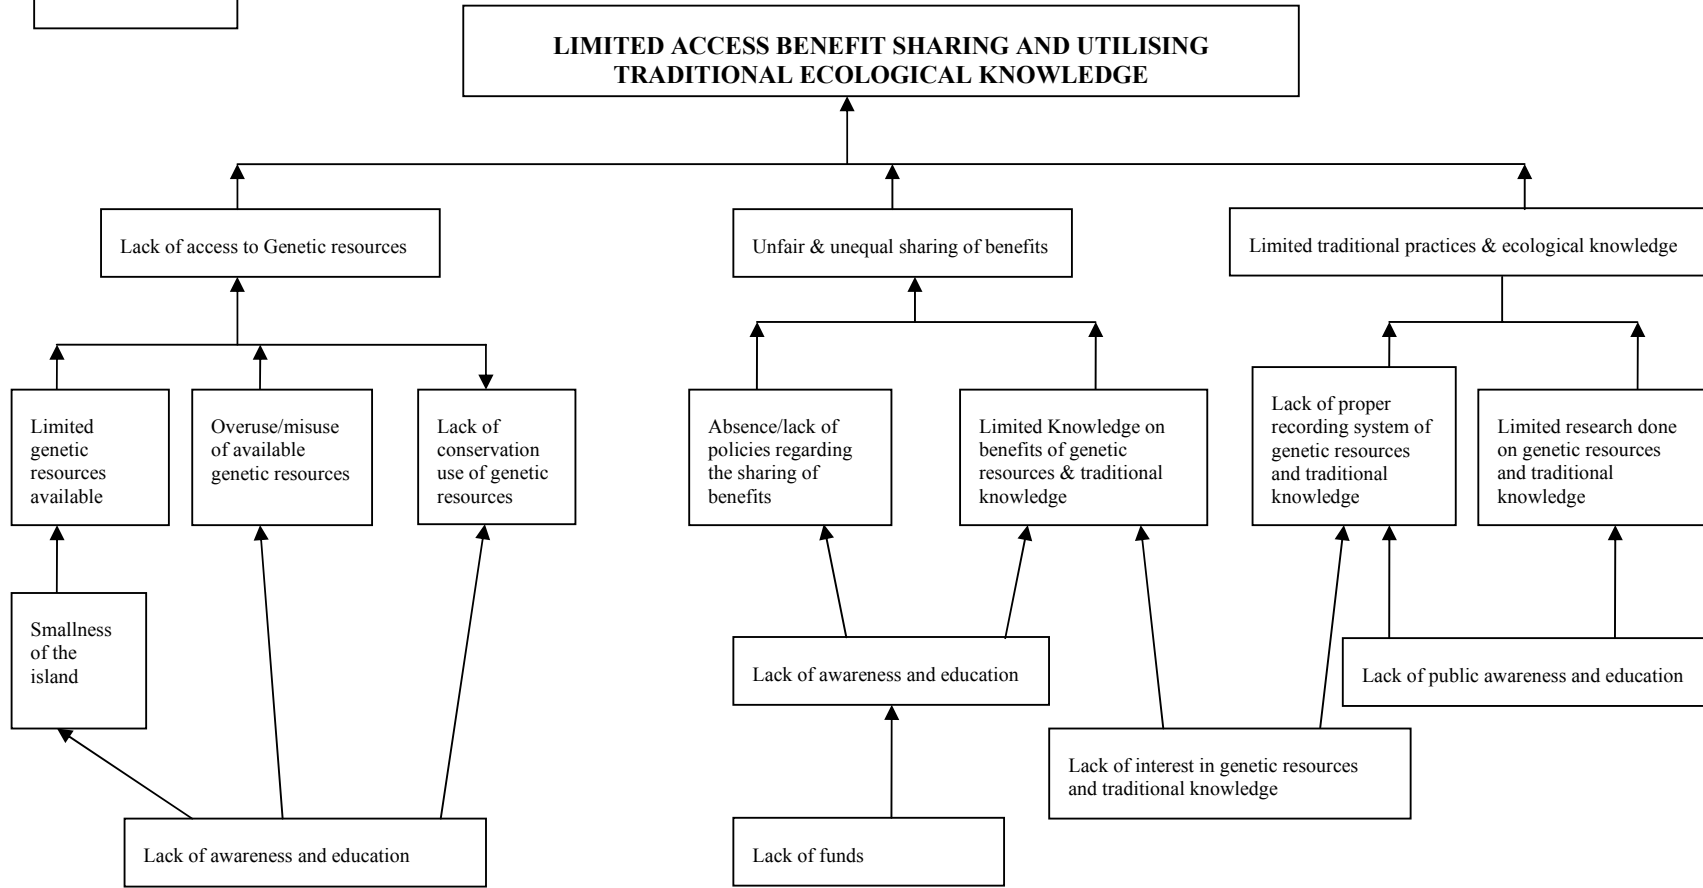 LIMITED ACCESS BENEFIT SHARING AND UTILISING
TRADITIONAL ECOLOGICAL KNOWLEDGE
Lack of access to Genetic resources
Unfair & unequal sharing of benefits
Limited traditional practices & ecological knowledge
Limited
genetic
resources
available
Overuse/misuse
of available
genetic resources
Lack of
conservation
use of genetic
resources
Absence/lack of
policies regarding
the sharing of
benefits
Limited Knowledge on
benefits of genetic
resources & traditional
knowledge
Lack of proper
recording system of
genetic resources
and traditional
knowledge
Limited research done
on genetic resources
and traditional
knowledge
Smallness
of the
island
Lack of awareness and education
Lack of public awareness and education
Lack of interest in genetic resources
and traditional knowledge
Lack of awareness and education
Lack of funds